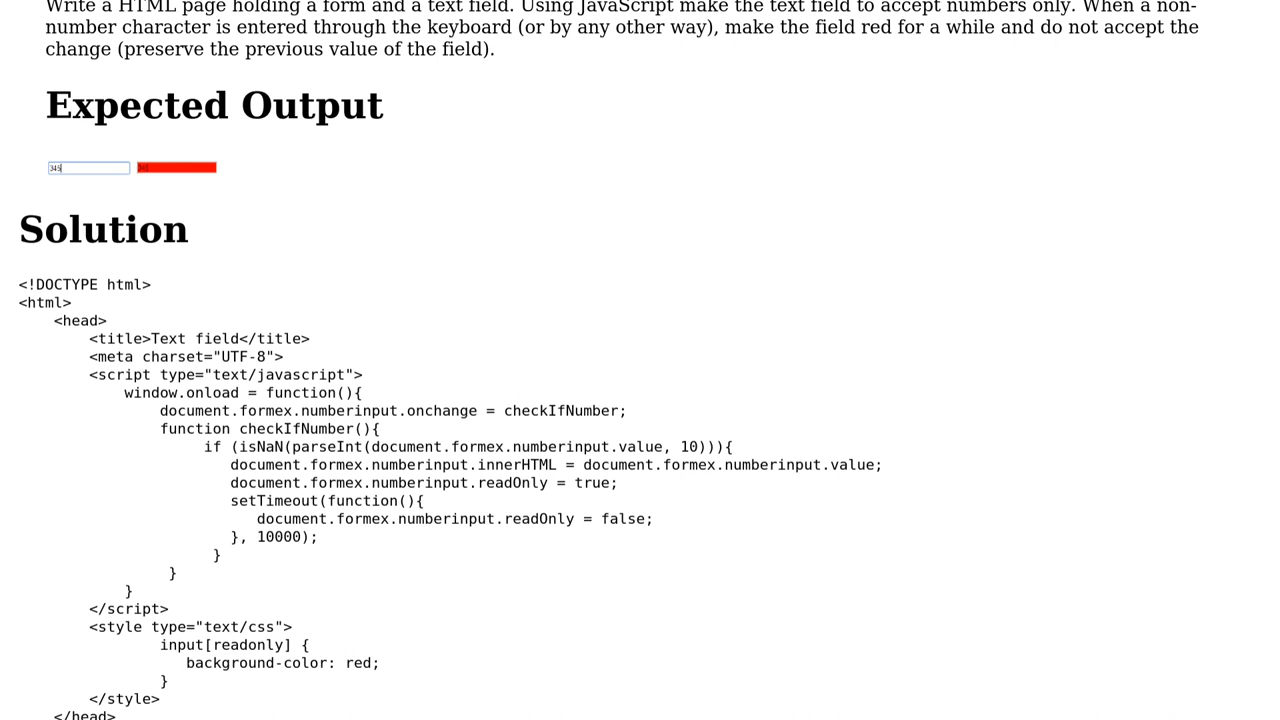 Write a HTML page holding a form and a text field. Using JavaScript make the text field to accept numbers only. When a non-
number character is entered through the keyboard (or by any other way), make the field red for a while and do not accept the
change (preserve the previous value of the field).
Expected Output
345
Solution
<!DOCTYPE html>
<html>
    <head>
        <title>Text field</title>
        <meta charset="UTF-8">
        <script type="text/javascript">
            window.onload = function(){
                document.formex.numberinput.onchange = checkIfNumber;
                function checkIfNumber(){
                     if (isNaN(parseInt(document.formex.numberinput.value, 10))){
                        document.formex.numberinput.innerHTML = document.formex.numberinput.value;
                        document.formex.numberinput.readOnly = true;
                        setTimeout(function(){
                           document.formex.numberinput.readOnly = false;
                        }, 10000);
                      }
                 }
            }
        </script>
        <style type="text/css">
                input[readonly] {
                   background-color: red;
                }
        </style>
    </head>